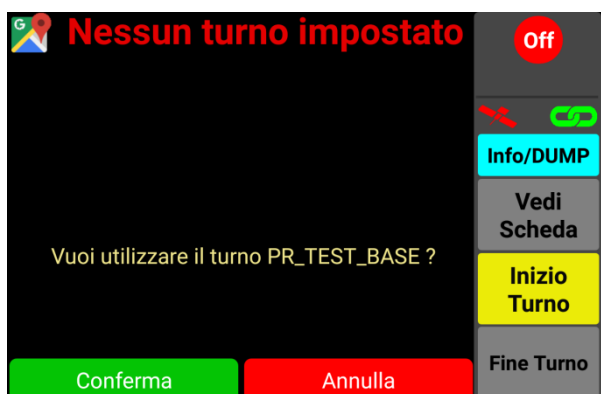 G
Nessun turno impostato
Off
Info/DUMP
Vedi
Scheda
Vuoi utilizzare il turno PR_TEST_BASE ?
Inizio
Turno
Fine Turno
Conferma
Annulla